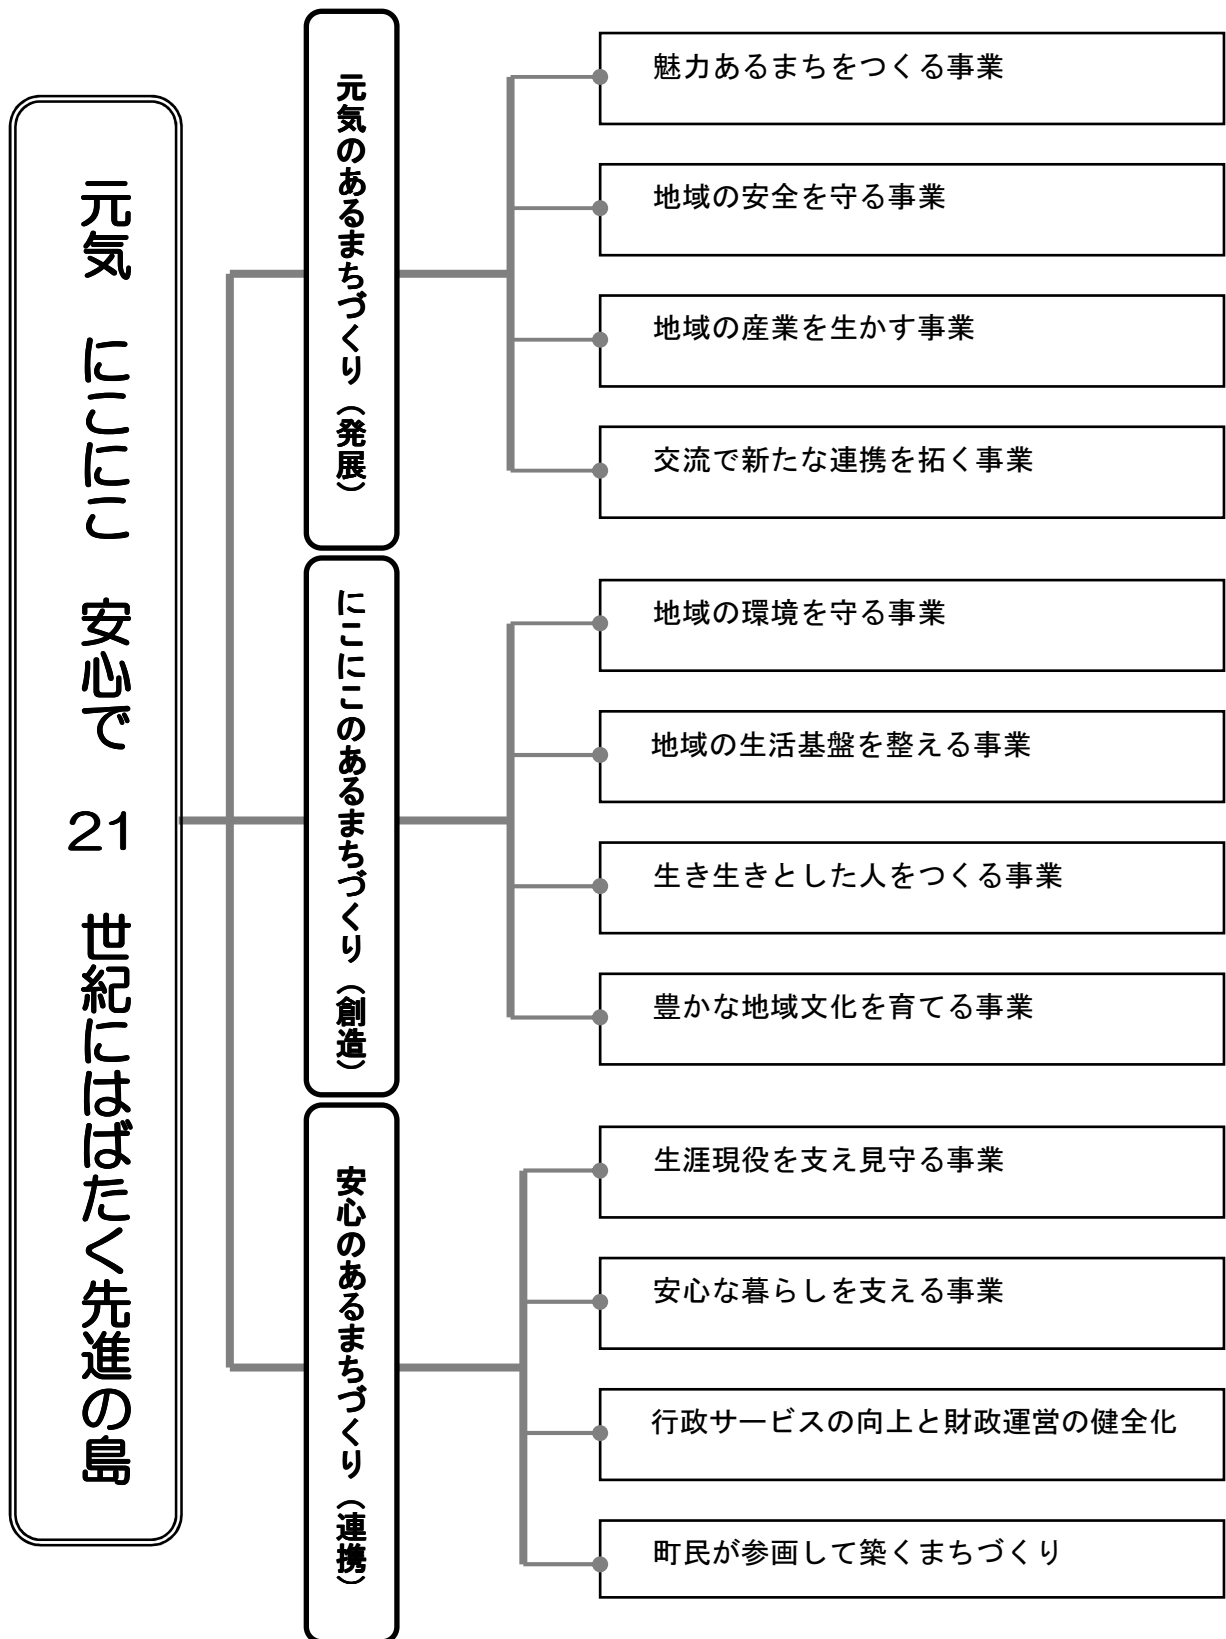 元気 にこにこ 安心で 21 世紀にはばたく先進の島
元気のあるまちづくり（発展）
魅力あるまちをつくる事業
地域の安全を守る事業
地域の産業を生かす事業
交流で新たな連携を拓く事業
にこにこのあるまちづくり（創造）
地域の環境を守る事業
地域の生活基盤を整える事業
生き生きとした人をつくる事業
豊かな地域文化を育てる事業
安心のあるまちづくり（連携）
生涯現役を支え見守る事業
安心な暮らしを支える事業
行政サービスの向上と財政運営の健全化
町民が参画して築くまちづくり